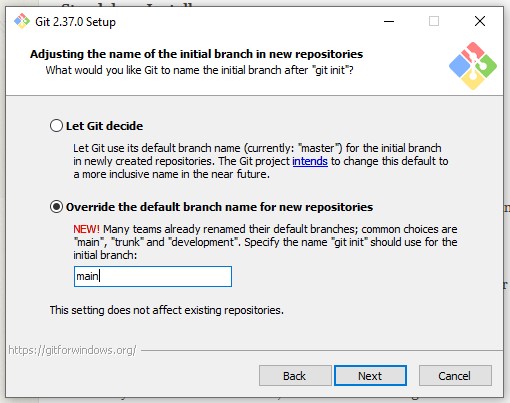 Git 2.37.0 Setup
Adjusting the name of the initial branch in new repositories
What would you like Git to name the initial branch after "git init"?
Let Git decide
Let Git use its default branch name (currently: "master") for the initial branch
in newly created repositories. The Git project intends to change this default to
a more inclusive name in the near future.
Override the default branch name for new repositories
NEW! Many teams already renamed their default branches; common choices are
"main", "trunk" and "development". Specify the name "git init" should use for the
initial branch:
main
This setting does not affect existing repositories.
https://gitforwindows.org/
Back
Next
Cancel